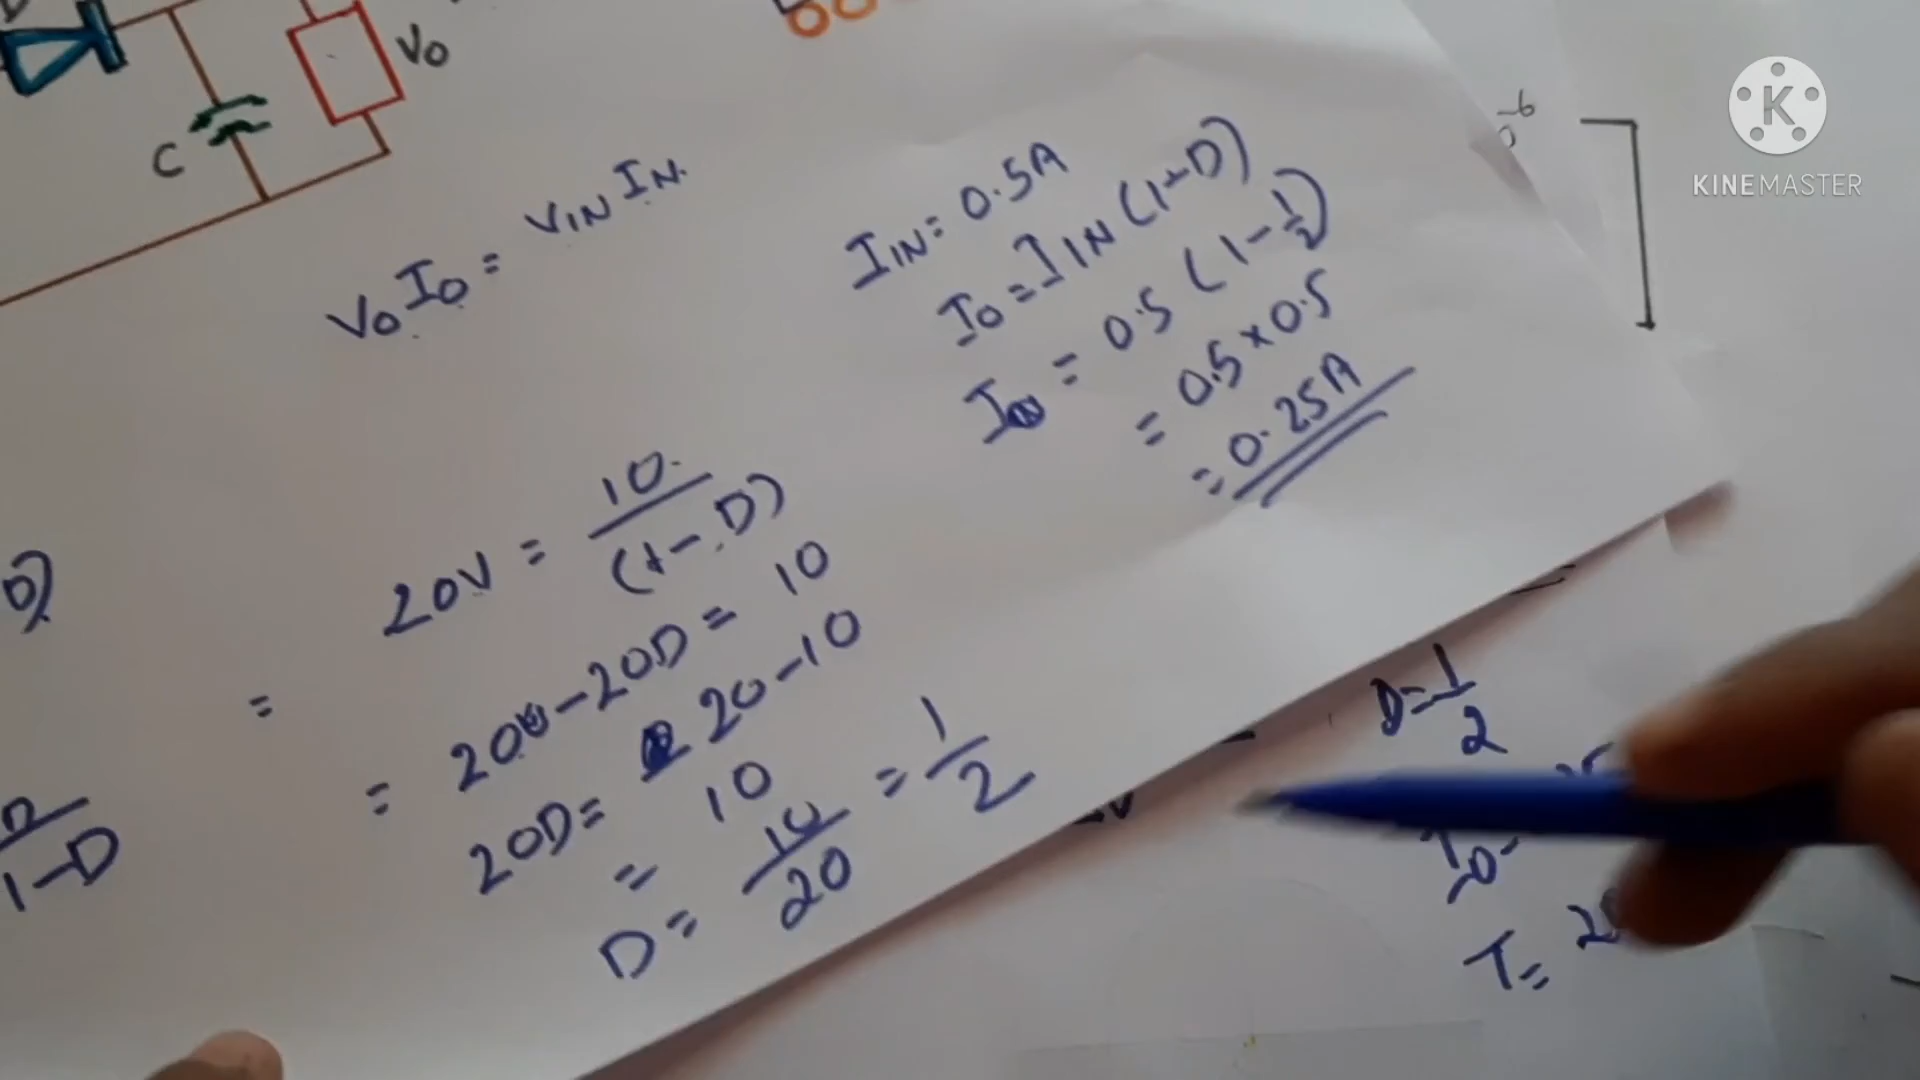 Vo
C
VoIo = VIN IN.
IIN = 0.5A
Io = IIN (1-D)
= 0.5 (1-1/2)
= 0.5 x 0.5
= 0.25A
20V = 10/(1-D)
= 20-20D = 10
20D = 20-10
= 10
D = 10/20 = 1/2
D)
1-D
D=1/2
T=
KINEMASTER